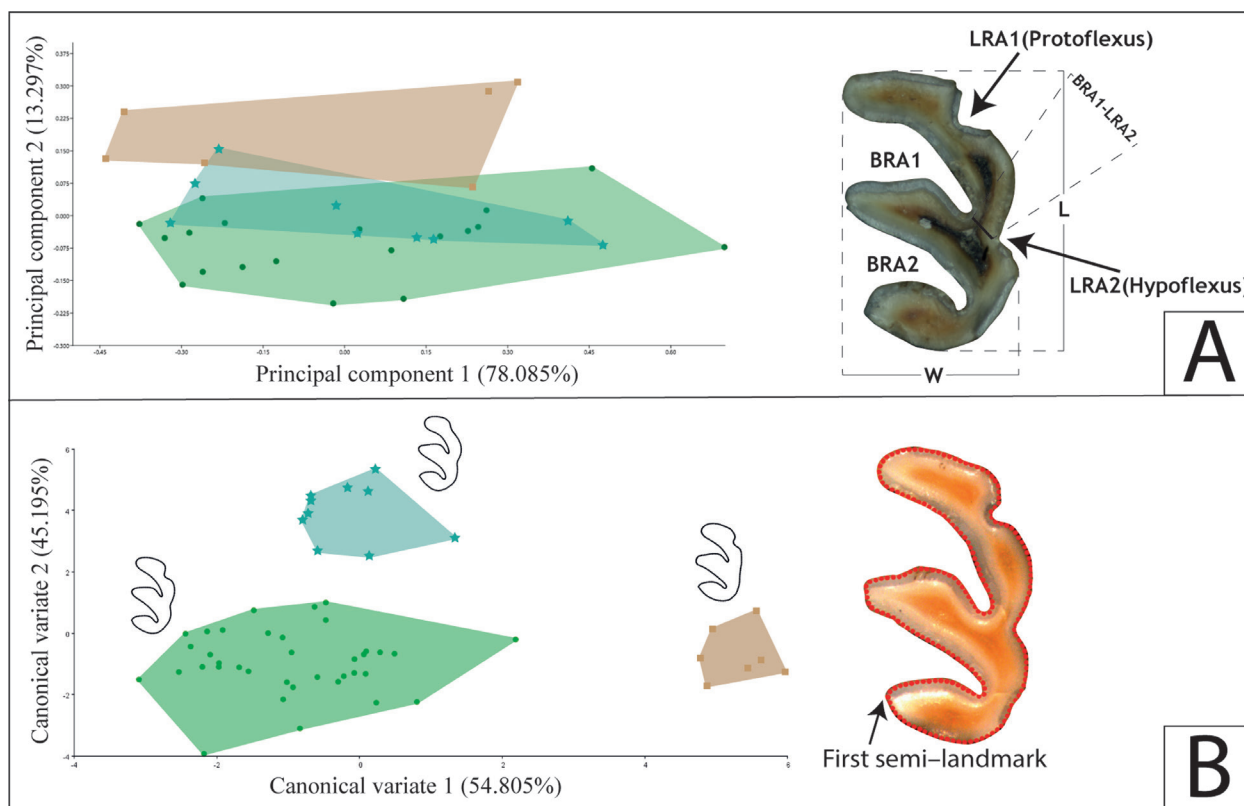 Principal component 2 (13.297%)
0.375
0.300
0.225
0.150
0.075
0.000
-0.075
-0.150
-0.225
-0.300
-0.45
-0.30
-0.15
0.00
0.15
0.30
0.45
0.60
Principal component 1 (78.085%)
LRA1(Protoflexus)
BRA1-LRA2
BRA1
L
BRA2
LRA2(Hypoflexus)
W
A
Canonical variate 2 (45.195%)
6
4
2
0
-2
-4
-4
-2
0
2
4
6
Canonical variate 1 (54.805%)
First semi–landmark
B